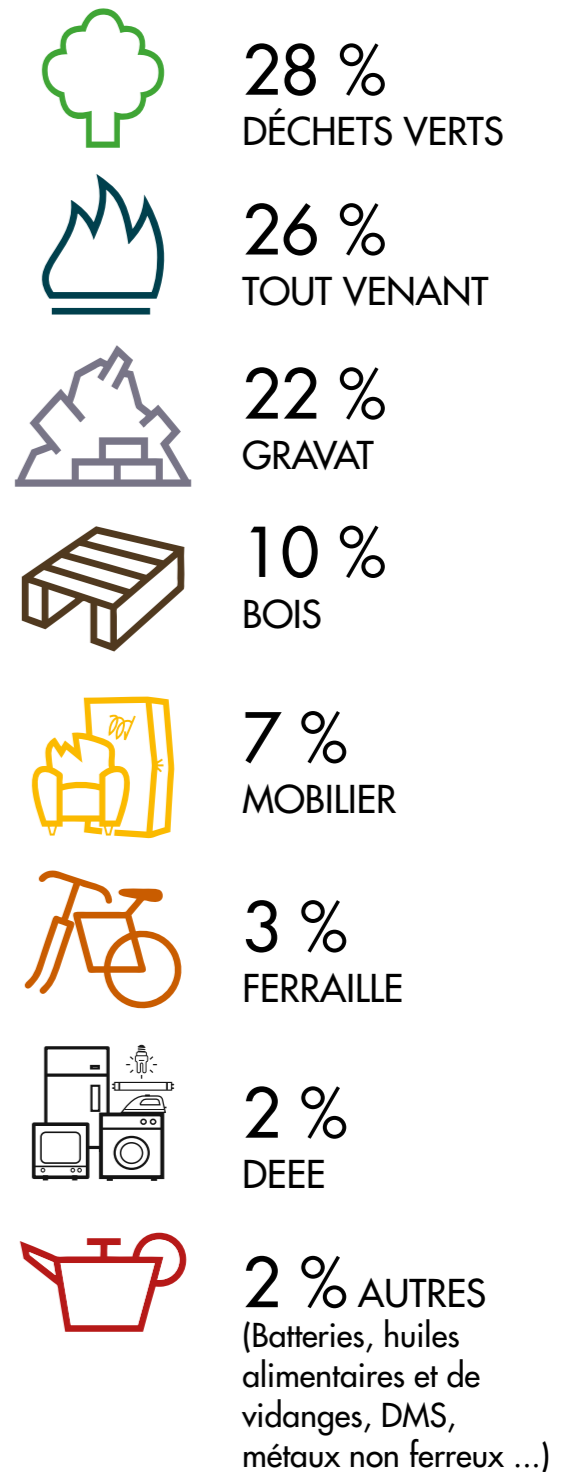 28 %
DÉCHETS VERTS
26 %
TOUT VENANT
22 %
GRAVAT
10 %
BOIS
7 %
MOBILIER
3 %
FERRAILLE
2 %
DEEE
2 % AUTRES
(Batteries, huiles
alimentaires et de
vidanges, DMS,
métaux non ferreux ...)